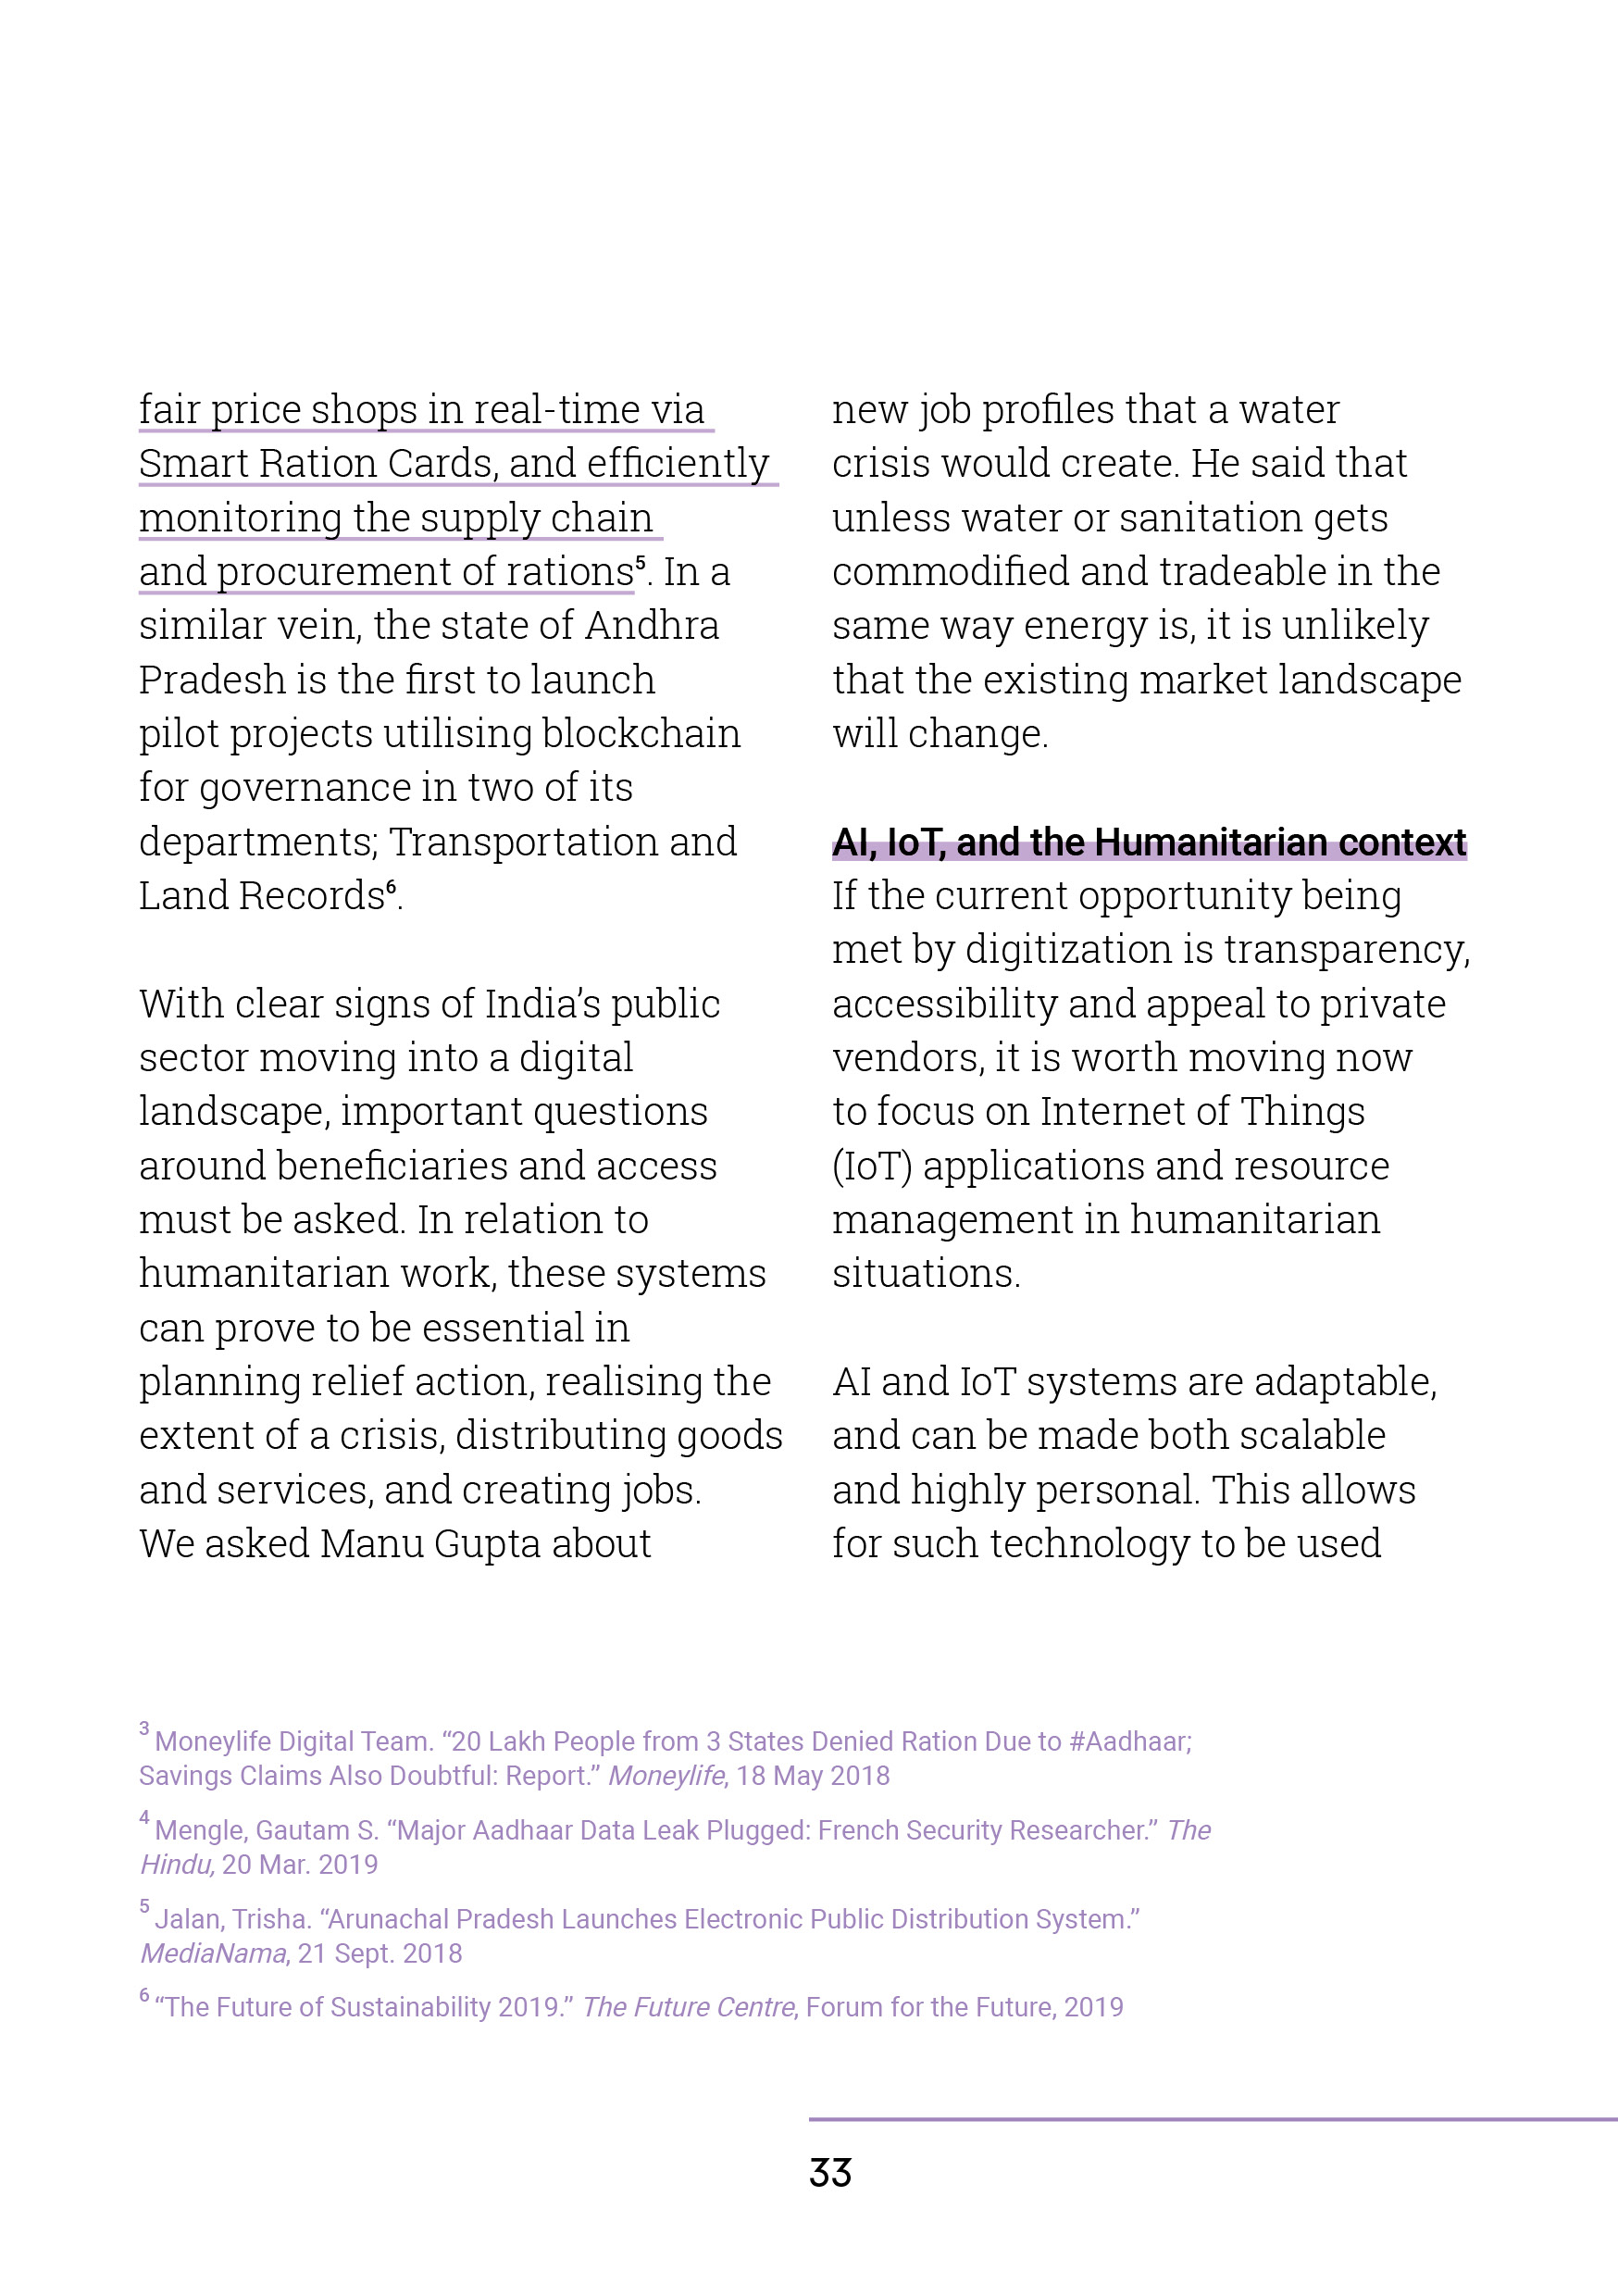 fair price shops in real-time via
Smart Ration Cards, and efficiently
monitoring the supply chain
and procurement of rations⁵. In a
similar vein, the state of Andhra
Pradesh is the first to launch
pilot projects utilising blockchain
for governance in two of its
departments; Transportation and
Land Records⁶.
With clear signs of India’s public
sector moving into a digital
landscape, important questions
around beneficiaries and access
must be asked. In relation to
humanitarian work, these systems
can prove to be essential in
planning relief action, realising the
extent of a crisis, distributing goods
and services, and creating jobs.
We asked Manu Gupta about
new job profiles that a water
crisis would create. He said that
unless water or sanitation gets
commodified and tradeable in the
same way energy is, it is unlikely
that the existing market landscape
will change.
AI, IoT, and the Humanitarian context
If the current opportunity being
met by digitization is transparency,
accessibility and appeal to private
vendors, it is worth moving now
to focus on Internet of Things
(IoT) applications and resource
management in humanitarian
situations.
AI and IoT systems are adaptable,
and can be made both scalable
and highly personal. This allows
for such technology to be used
³ Moneylife Digital Team. “20 Lakh People from 3 States Denied Ration Due to #Aadhaar;
Savings Claims Also Doubtful: Report.” Moneylife, 18 May 2018
⁴ Mengle, Gautam S. “Major Aadhaar Data Leak Plugged: French Security Researcher.” The
Hindu, 20 Mar. 2019
⁵ Jalan, Trisha. “Arunachal Pradesh Launches Electronic Public Distribution System.”
MediaNama, 21 Sept. 2018
⁶ “The Future of Sustainability 2019.” The Future Centre, Forum for the Future, 2019
33